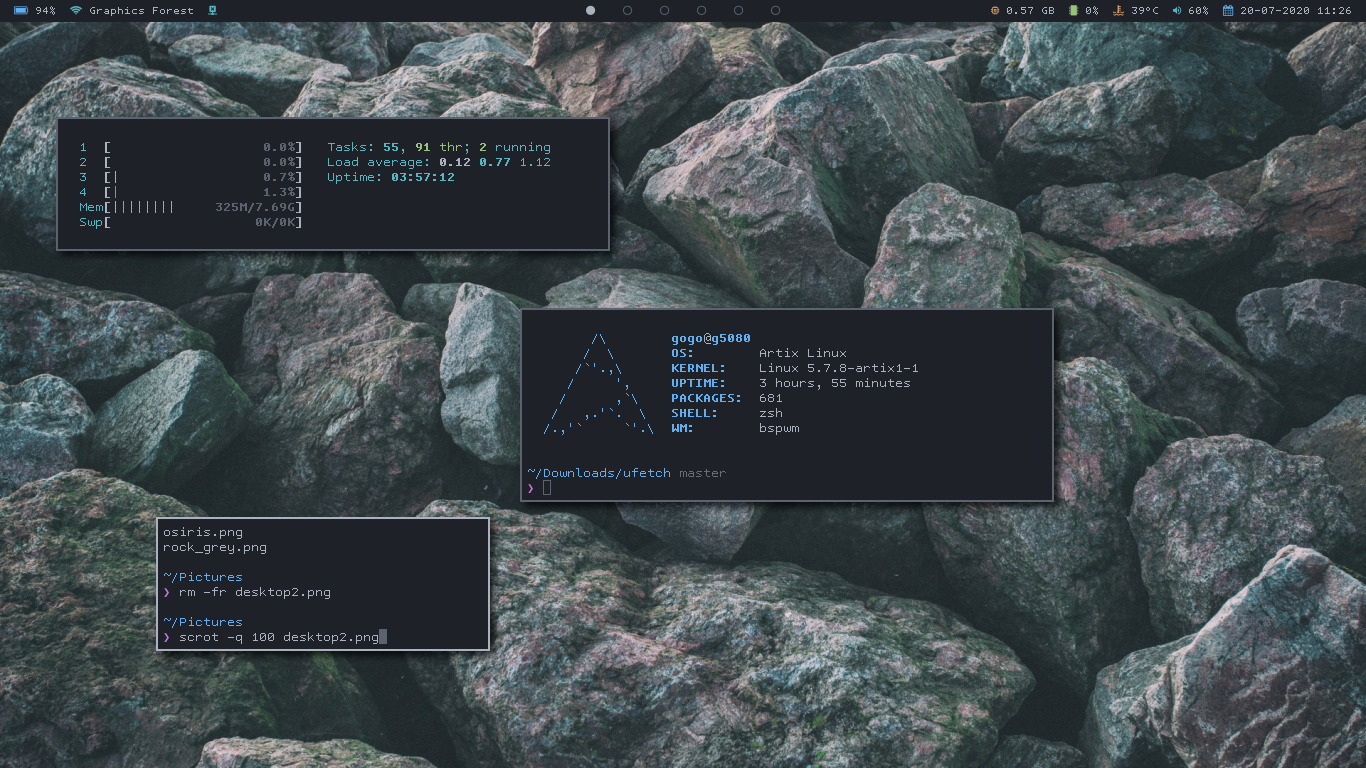 94% Graphics Forest 0.57 GB 0% 39°C 60% 20-07-2020 11:26
1 [ 0.0%] Tasks: 55, 91 thr; 2 running
2 [ 0.0%] Load average: 0.12 0.77 1.12
3 [| 0.7%] Uptime: 03:57:12
4 [| 1.3%]
Mem[|||||||| 325M/7.69G]
Swp[ 0K/0K]
/\ gogo@g5080
/ \ OS: Artix Linux
/`'.,\ KERNEL: Linux 5.7.8-artix1-1
/ ', UPTIME: 3 hours, 55 minutes
/ ,`\ PACKAGES: 681
/ ,.'`. \ SHELL: zsh
/.,'` `'.\ WM: bspwm
~/Downloads/ufetch master
❯
osiris.png
rock_grey.png
~/Pictures
❯ rm -fr desktop2.png
~/Pictures
❯ scrot -q 100 desktop2.png